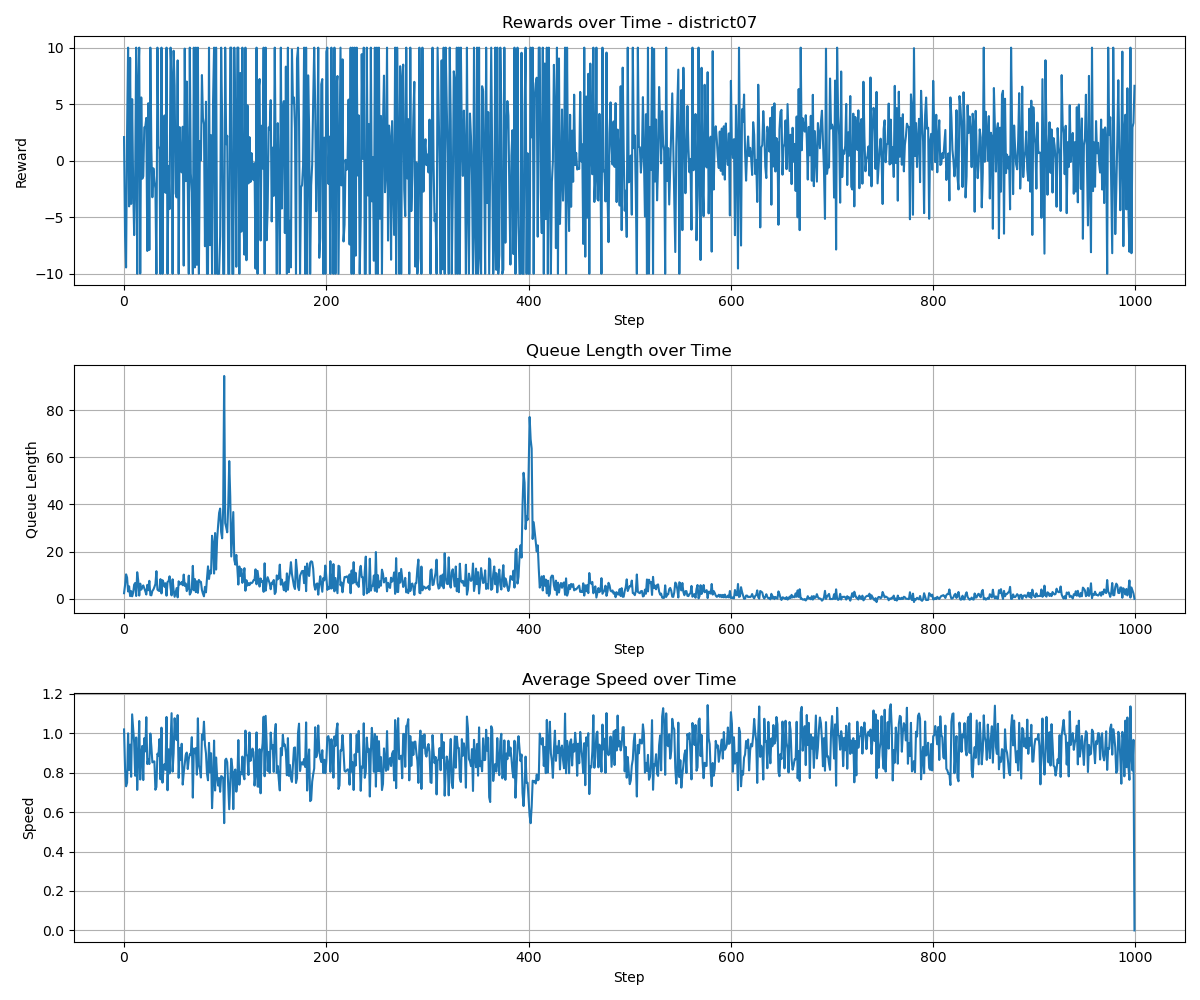 Rewards over Time - district07
10
5
0
−5
−10
Reward
0 200 400 600 800 1000
Step
Queue Length over Time
80
60
40
20
0
Queue Length
0 200 400 600 800 1000
Step
Average Speed over Time
1.2
1.0
0.8
0.6
0.4
0.2
0.0
Speed
0 200 400 600 800 1000
Step